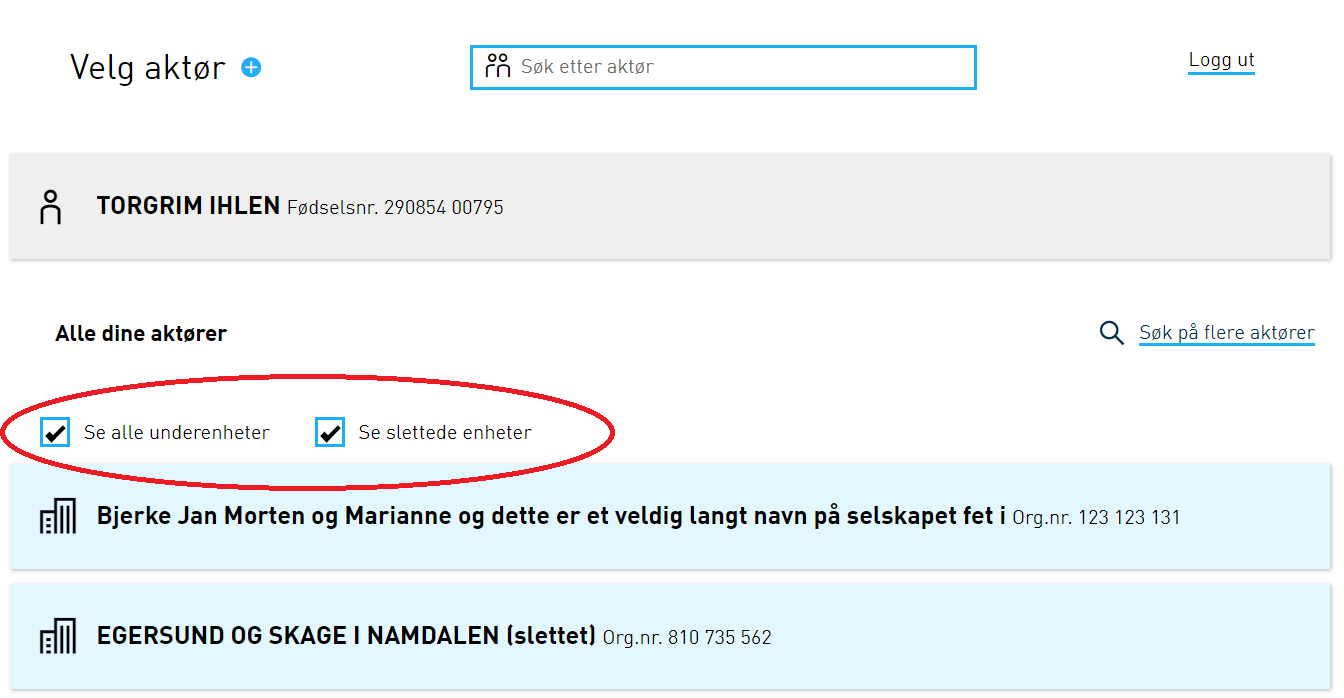 Velg aktør
Søk etter aktør
Logg ut
TORGRIM IHLEN Fødselsnr. 290854 00795
Alle dine aktører
Søk på flere aktører
Se alle underenheter
Se slettede enheter
Bjerke Jan Morten og Marianne og dette er et veldig langt navn på selskapet fet i Org.nr. 123 123 131
EGERSUND OG SKAGE I NAMDALEN (slettet) Org.nr. 810 735 562